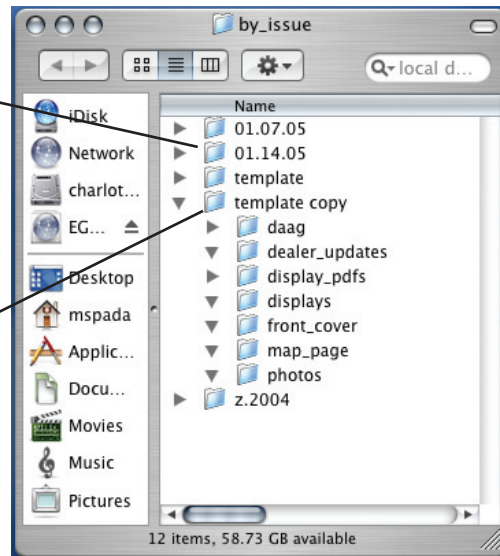 by_issue
local d...
Name
iDisk
Network
charlot...
EG...
Desktop
mspada
Applic...
Docu...
Movies
Music
Pictures
01.07.05
01.14.05
template
template copy
daag
dealer_updates
display_pdfs
displays
front_cover
map_page
photos
z.2004
12 items, 58.73 GB available